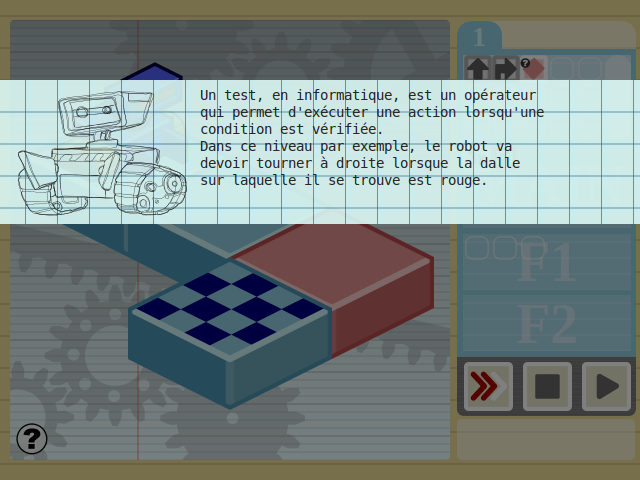 1
Un test, en informatique, est un opérateur
qui permet d'exécuter une action lorsqu'une
condition est vérifiée.
Dans ce niveau par exemple, le robot va
devoir tourner à droite lorsque la dalle
sur laquelle il se trouve est rouge.
?
F1
F2
?